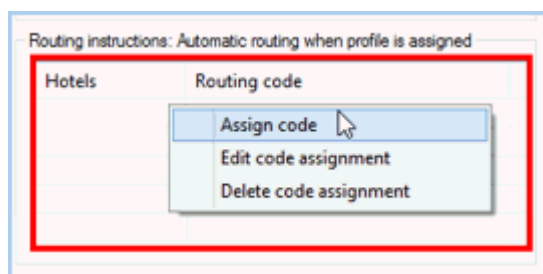 Routing instructions: Automatic routing when profile is assigned
Hotels Routing code
Assign code
Edit code assignment
Delete code assignment